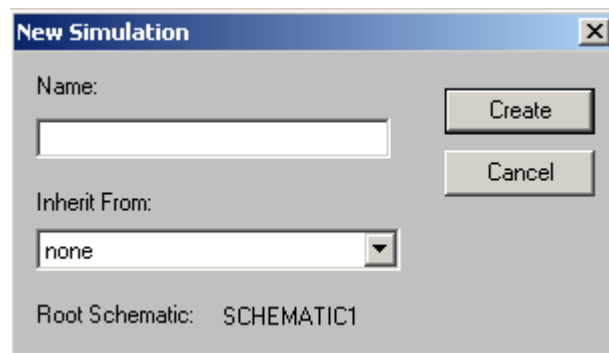 New Simulation
Name:
Create
Cancel
Inherit From:
none
Root Schematic: SCHEMATIC1